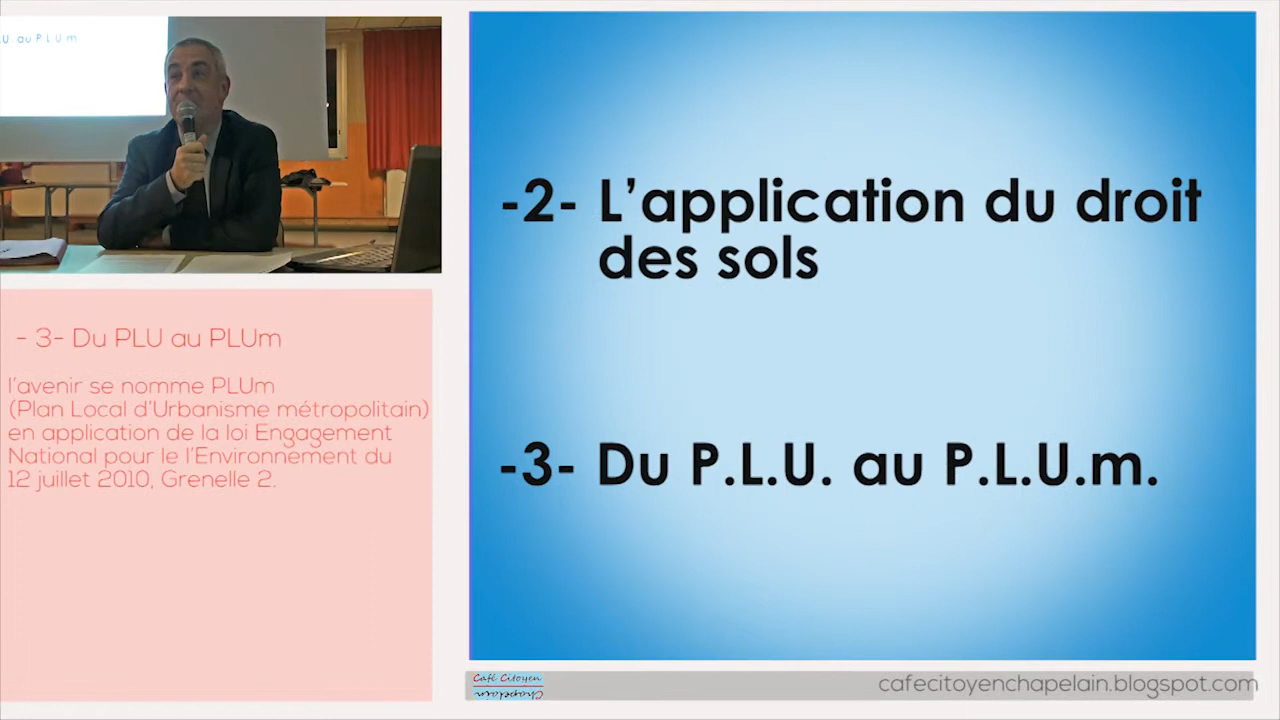 U au PLUm
- 3- Du PLU au PLUm
l'avenir se nomme PLUm
(Plan Local d'Urbanisme métropolitain)
en application de la loi Engagement
National pour le l'Environnement du
12 juillet 2010, Grenelle 2.
-2- L'application du droit
des sols
-3- Du P.L.U. au P.L.U.m.
Café Citoyen
Chapelain
cafecitoyenchapelain.blogspot.com